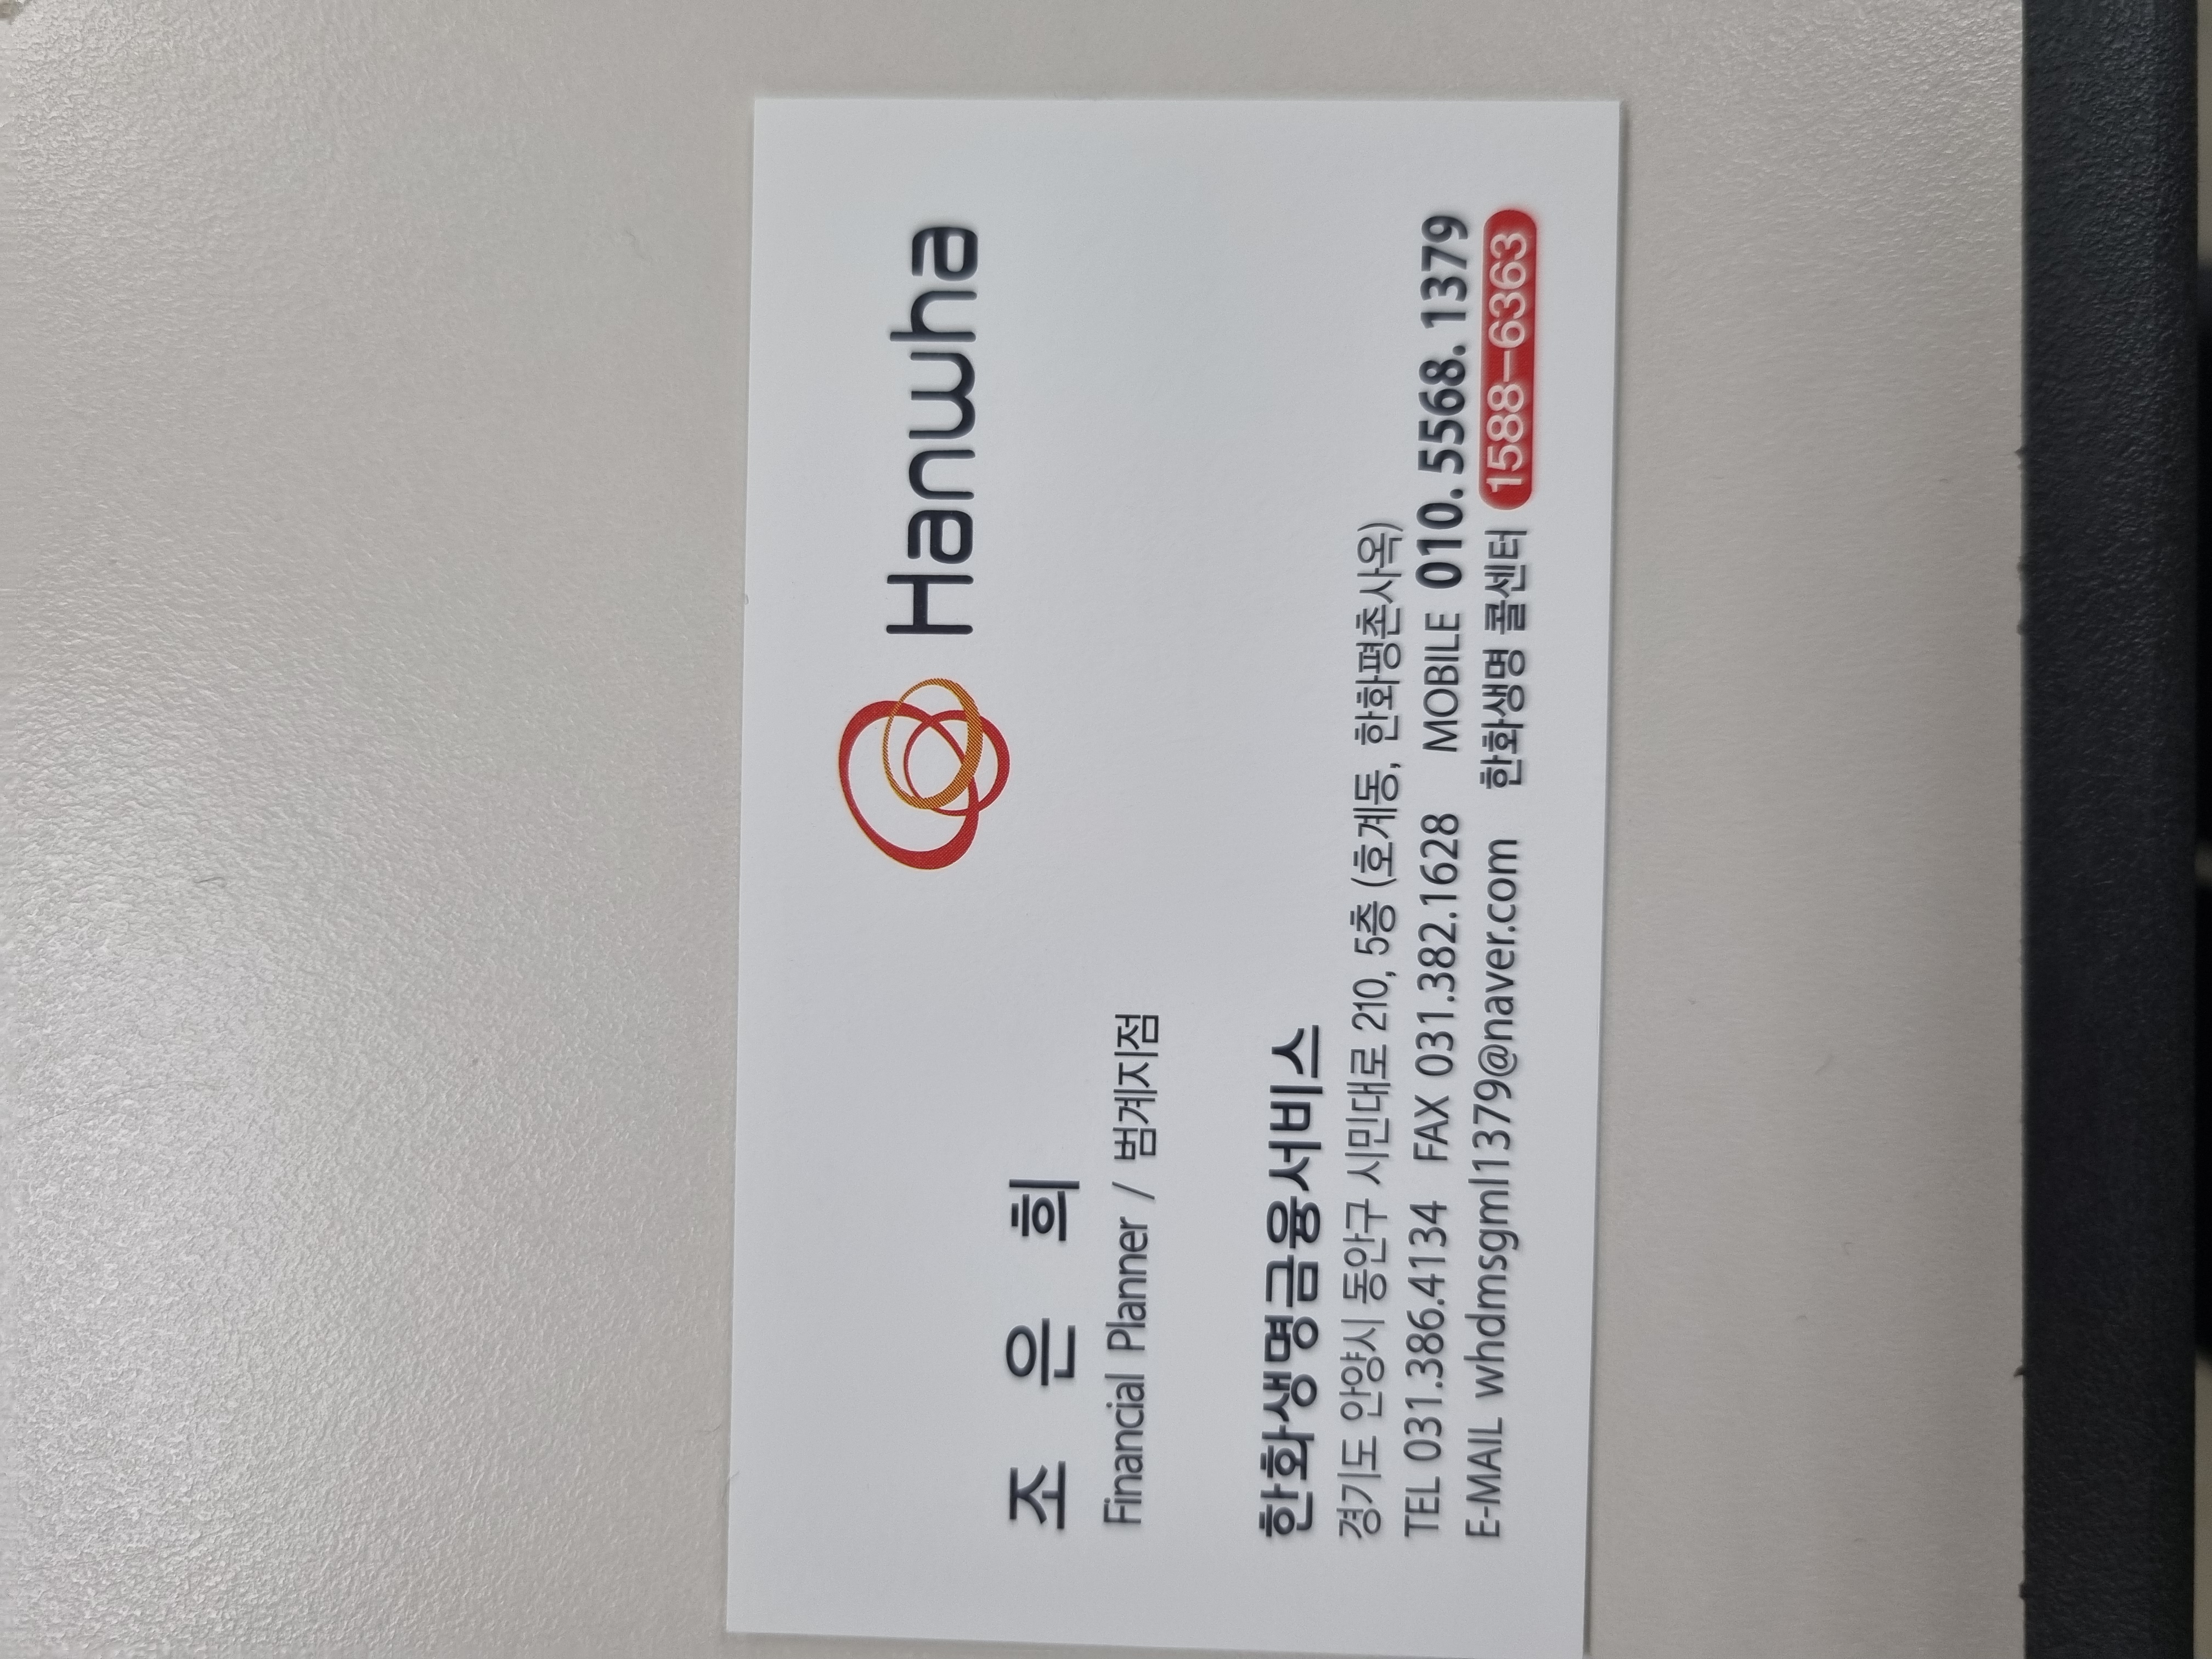 Hanwha
조 은 희
Financial Planner / 범계지점
한화생명금융서비스
경기도 안양시 동안구 시민대로 210, 5층 (호계동, 한화평촌사옥)
TEL 031.386.4134 FAX 031.382.1628 MOBILE 010. 5568. 1379
E-MAIL whdmsgml1379@naver.com 한화생명 콜센터 1588-6363